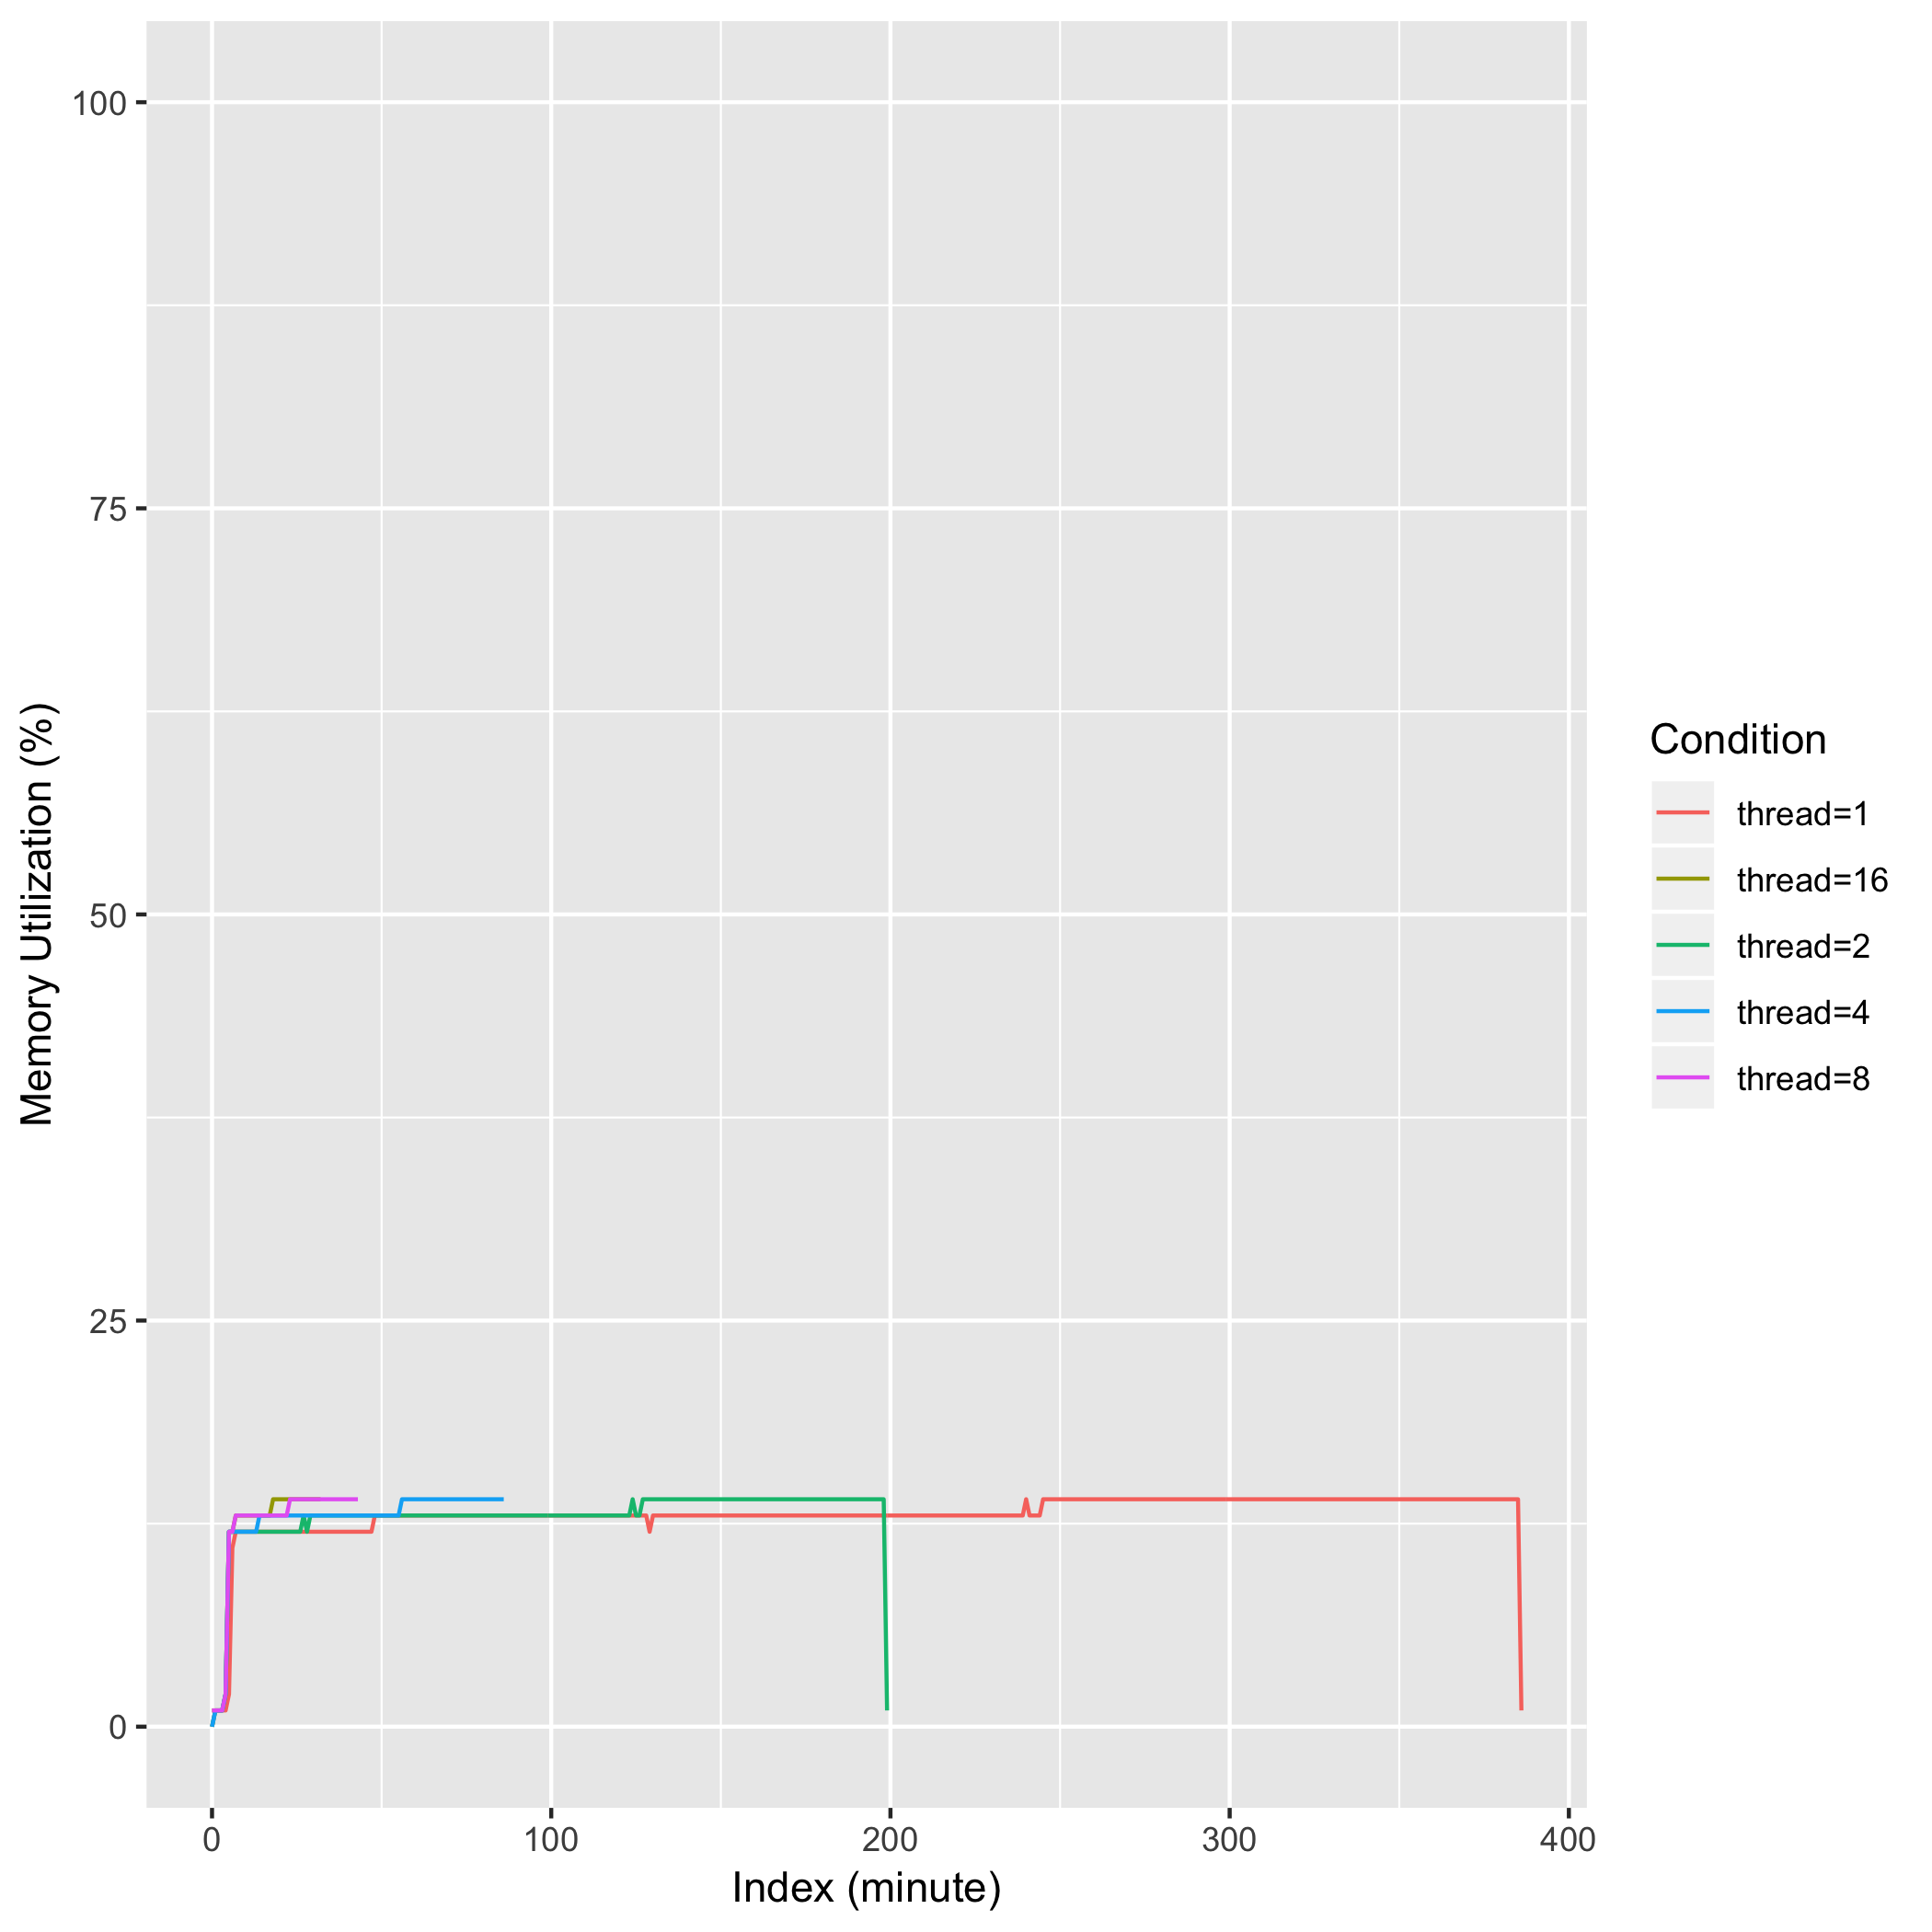 Memory Utilization (%)
100
75
50
25
0
0 100 200 300 400
Index (minute)
Condition
thread=1
thread=16
thread=2
thread=4
thread=8